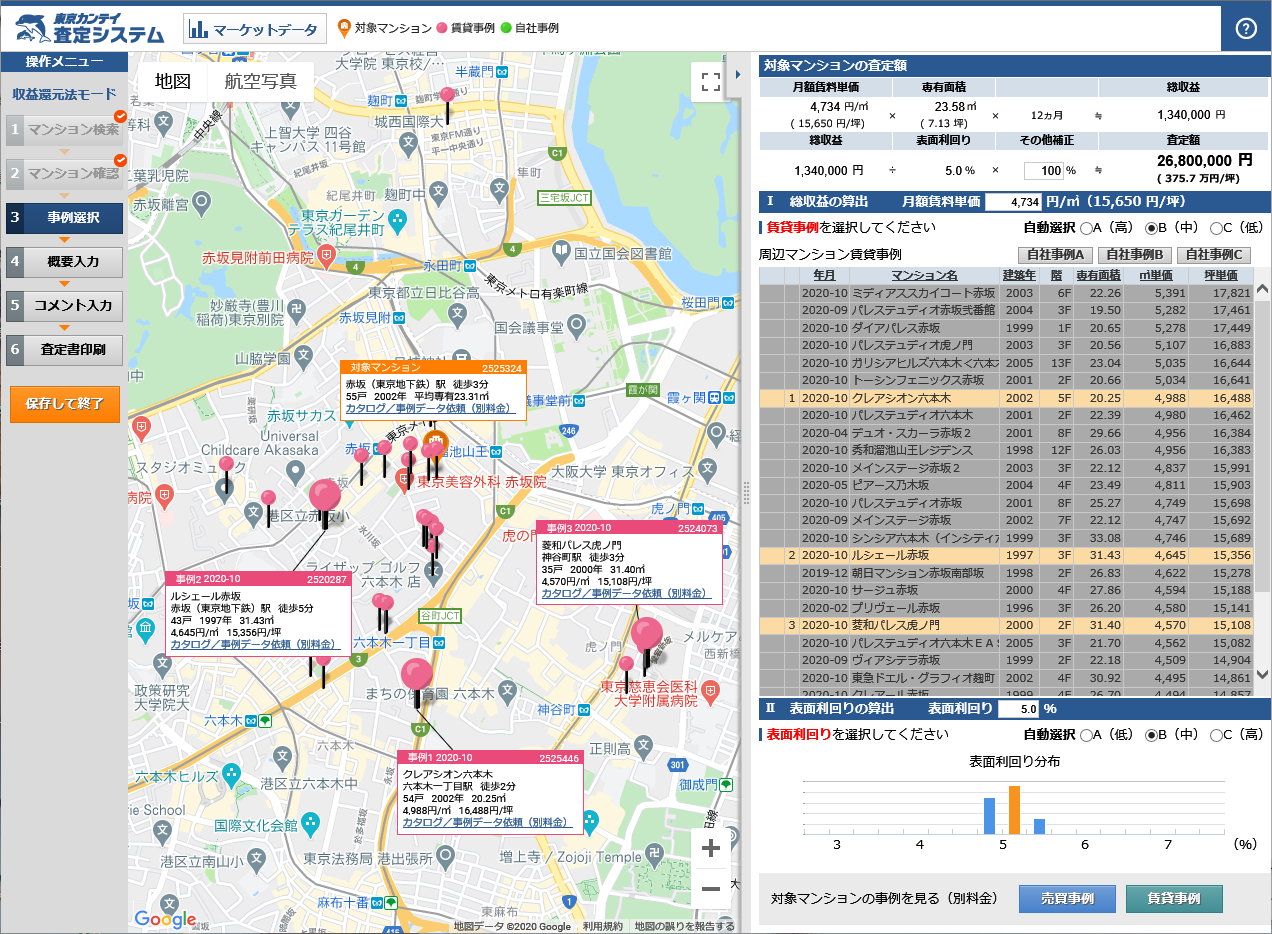 東京カンテイ
査定システム
マーケットデータ
対象マンション 賃貸事例 自社事例
操作メニュー
収益還元法モード
1 マンション検索
2 マンション確認
3 事例選択
4 概要入力
5 コメント入力
6 査定書印刷
保存して終了
地図 航空写真
大学院 東京校/…
半蔵門
麹町
城西国際大
上智大学 四谷
キャンパス 11号館
中央線
東京FM通り
平一中央通り
紀尾井町
麹町中
隼町
三宅坂JCT
二葉乳児院
赤坂離宮
東京ガーデン
テラス紀尾井町
赤坂見附前田病院
永田町
国立国会図書館
東京メトロ有楽町線
東京都立日比谷高
桜田門
妙厳寺(豊川
稲荷)東京別院
赤坂見附
国会議事堂
山脇学園
霞が関
霞ヶ関
対象マンション 2525324
赤坂(東京地下鉄)駅 徒歩3分
55戸 2002年 平均専有23.31㎡
カタログ／事例データ依頼（別料金）
議事堂前
赤坂サカス
Universal
Childcare Akasaka
スタジオミュ
赤坂
溜池山王
大阪大学 東京オフィス
東京美容外科 赤坂院
病院
港区立赤坂小
虎ノ門
氷川坂
ライザップ ゴルフ
六本木 店
事例3 2020-10 2524073
菱和パレス虎ノ門
神谷町駅 徒歩3分
35戸 2000年 31.40㎡
4,570円/㎡ 15,108円/坪
カタログ／事例データ依頼（別料金）
事例2 2020-10 2520287
ルシェール赤坂
赤坂（東京地下鉄）駅 徒歩5分
43戸 1997年 31.43㎡
4,645円/㎡ 15,356円/坪
カタログ／事例データ依頼（別料金）
谷町JCT
六本木一丁目
虎ノ門
メルケア
西新橋
政策研究
大学院大
まちの保育園 六本木
東京慈恵会医科
大学附属病院
六本木
神谷町
六本木
正則高
六本木ヒルズ
港区立六本木中
御成門
事例1 2020-10 2525446
クレアシオン六本木
六本木一丁目駅 徒歩2分
54戸 2002年 20.25㎡
4,988円/㎡ 16,488円/坪
カタログ／事例データ依頼（別料金）
rie School
国際文化会館
港区立南山小
東京法務局 港出張所
増上寺 / Zojoji Temple
麻布十番
東麻布
Google
地図データ ©2020 Google 利用規約 地図の誤りを報告する
対象マンションの査定額
月額賃料単価 専有面積 総収益
4,734 円/㎡ × 23.58㎡ × 12ヵ月 ≒ 1,340,000 円
( 15,650 円/坪) ( 7.13 坪)
総収益 表面利回り その他補正 査定額
1,340,000 円 ÷ 5.0 % × 100 % ≒ 26,800,000 円
( 375.7 万円/坪)
Ⅰ 総収益の算出 月額賃料単価 4,734 円/㎡（15,650 円/坪）
賃貸事例を選択してください 自動選択 A（高） B（中） C（低）
周辺マンション賃貸事例 自社事例A 自社事例B 自社事例C
年月 マンション名 建築年 階 専有面積 ㎡単価 坪単価
2020-10 ミディアススカイコート赤坂 2003 6F 22.26 5,391 17,821
2020-09 パレステュディオ赤坂弐番館 2004 3F 19.50 5,282 17,461
2020-10 ダイアパレス赤坂 1999 1F 20.65 5,278 17,449
2020-10 パレステュディオ虎ノ門 2003 3F 20.56 5,107 16,883
2020-10 ガリシアヒルズ六本木＜六本ﾌ 2005 13F 23.04 5,035 16,644
2020-10 トーシンフェニックス赤坂 2001 2F 20.66 5,034 16,641
1 2020-10 クレアシオン六本木 2002 5F 20.25 4,988 16,488
2020-10 パレステュディオ六本木 2001 2F 22.39 4,980 16,462
2020-04 デュオ・スカーラ赤坂２ 2001 8F 29.66 4,956 16,384
2020-10 秀和溜池山王レジデンス 1998 12F 26.03 4,956 16,383
2020-10 メインステージ赤坂２ 2003 3F 22.12 4,837 15,991
2020-05 ピアース乃木坂 2004 4F 23.49 4,811 15,903
2020-10 パレステュディオ赤坂 2001 8F 25.27 4,749 15,698
2020-09 メインステージ赤坂 2002 7F 22.12 4,747 15,692
2020-10 シンシア六本木（インシティア 1999 3F 33.08 4,746 15,689
2 2020-10 ルシェール赤坂 1997 3F 31.43 4,645 15,356
2019-12 朝日マンション赤坂南部坂 1998 2F 26.83 4,622 15,278
2020-10 サージュ赤坂 2000 4F 27.86 4,594 15,188
2020-02 プリヴェール赤坂 1996 3F 26.20 4,580 15,141
3 2020-10 菱和パレス虎ノ門 2000 2F 31.40 4,570 15,108
2020-10 パレステュディオ六本木ＥＡＳ 2005 3F 21.70 4,562 15,082
2020-09 ヴィアシテラ赤坂 1999 2F 22.18 4,509 14,904
2020-10 東急ドエル・グラフィオ麹町 2002 4F 30.92 4,495 14,861
2020-10 クレアール赤坂 1999 4F 26.70 4,494 14,857
Ⅱ 表面利回りの算出 表面利回り 5.0 %
表面利回りを選択してください 自動選択 A（低） B（中） C（高）
表面利回り分布
3 4 5 6 7 (%)
対象マンションの事例を見る（別料金） 売買事例 賃貸事例